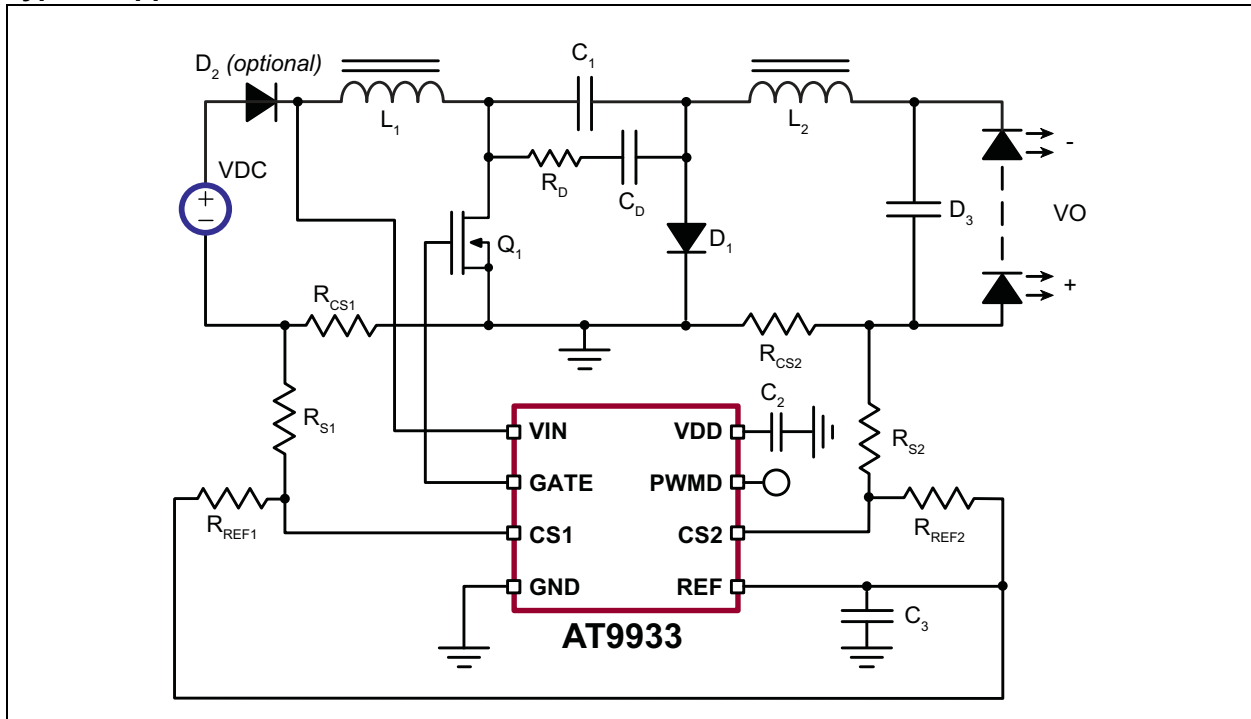 D2 (optional)
C1
L1
L2
RD
CD
VDC
+
–
Q1
D1
D3
-
VO
+
RCS1
RCS2
C2
RS1
RS2
VIN
VDD
GATE
PWMD
RREF1
CS1
CS2
RREF2
GND
REF
C3
AT9933